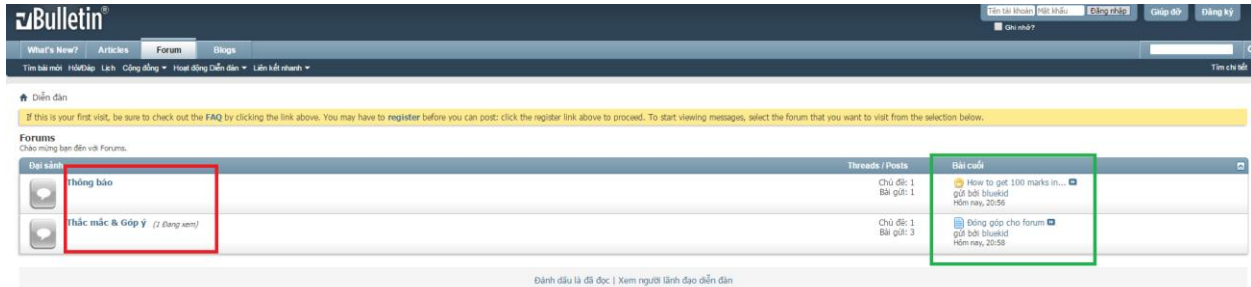 vBulletin®
Tên tài khoản Mật khẩu Đăng nhập Giúp đỡ Đăng ký
Ghi nhớ?
What's New? Articles Forum Blogs
Tìm bài mới Hỏi/Đáp Lịch Cộng đồng Hoạt động Diễn đàn Liên kết nhanh Tìm chi tiết
Diễn đàn
If this is your first visit, be sure to check out the FAQ by clicking the link above. You may have to register before you can post: click the register link above to proceed. To start viewing messages, select the forum that you want to visit from the selection below.
Forums
Chào mừng bạn đến với Forums.
Đại sảnh Threads / Posts Bài cuối
Thông báo Chủ đề: 1 How to get 100 marks in...
Bài gửi: 1 gửi bởi bluekid
Hôm nay, 20:56
Thắc mắc & Góp ý (1 Đang xem) Chủ đề: 1 Đóng góp cho forum
Bài gửi: 3 gửi bởi bluekid
Hôm nay, 20:58
Đánh dấu là đã đọc | Xem người lãnh đạo diễn đàn